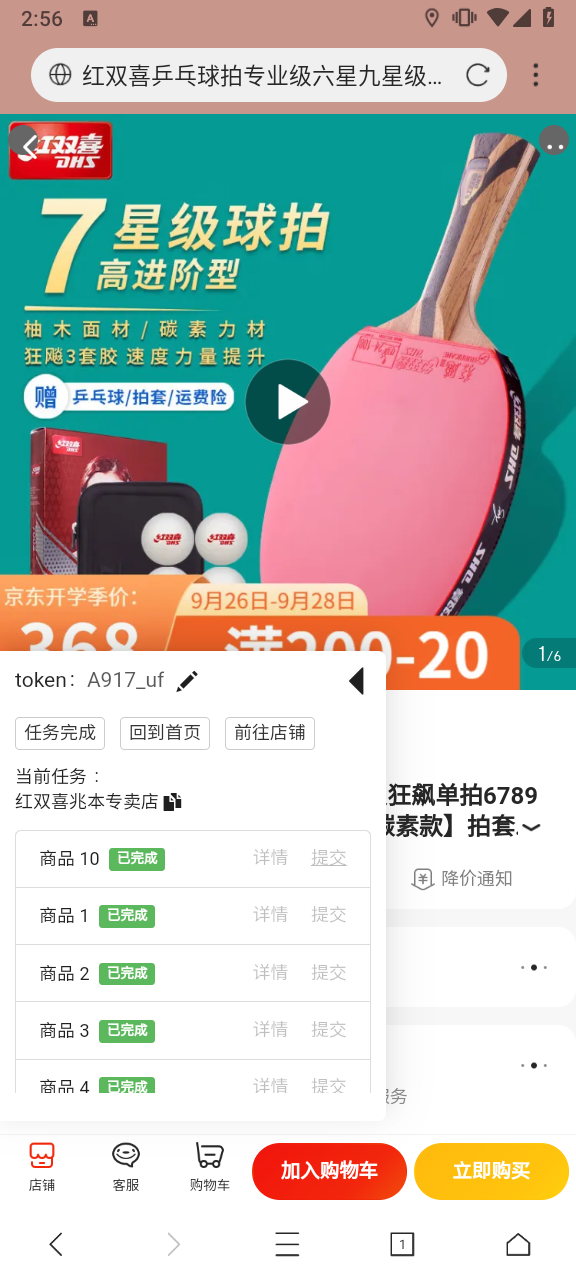 2:56
A
红双喜乒乓球拍专业级六星九星级...
红双喜
DHS
7星级球拍
高进阶型
柚木面材/碳素力材
狂飚3套胶 速度力量提升
赠 乒乓球/拍套/运费险
京东开学季价:
9月26日-9月28日
368
满200-20
1/6
token: A917_uf
任务完成 回到首页 前往店铺
当前任务 :
红双喜兆本专卖店
狂飙单拍6789
碳素款】拍套.
降价通知
商品 10 已完成 详情 提交
商品 1 已完成 详情 提交
商品 2 已完成 详情 提交
商品 3 已完成 详情 提交
商品 4 已完成 详情 提交
服务
店铺 客服 购物车 加入购物车 立即购买
1